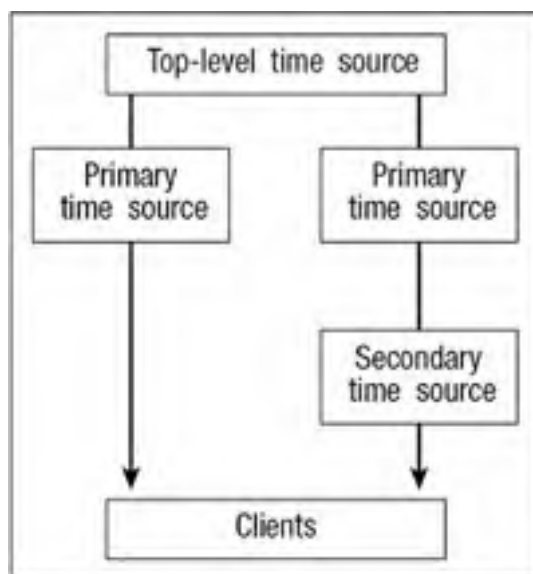 Top-level time source
Primary
time source
Primary
time source
Secondary
time source
Clients